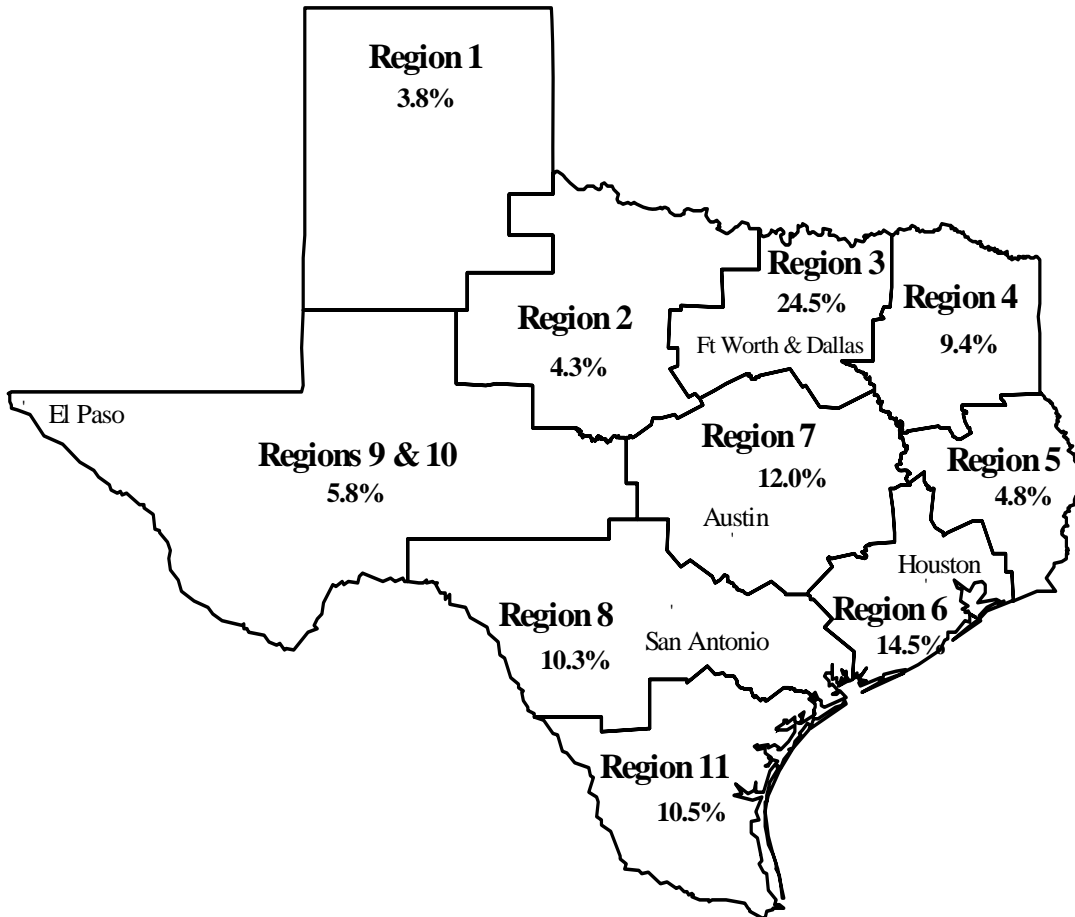 Region 1
3.8%
Region 3
24.5%
Ft Worth & Dallas
Region 4
9.4%
Region 2
4.3%
El Paso
Regions 9 & 10
5.8%
Region 7
12.0%
Austin
Region 5
4.8%
Houston
Region 6
14.5%
Region 8
10.3%
San Antonio
Region 11
10.5%